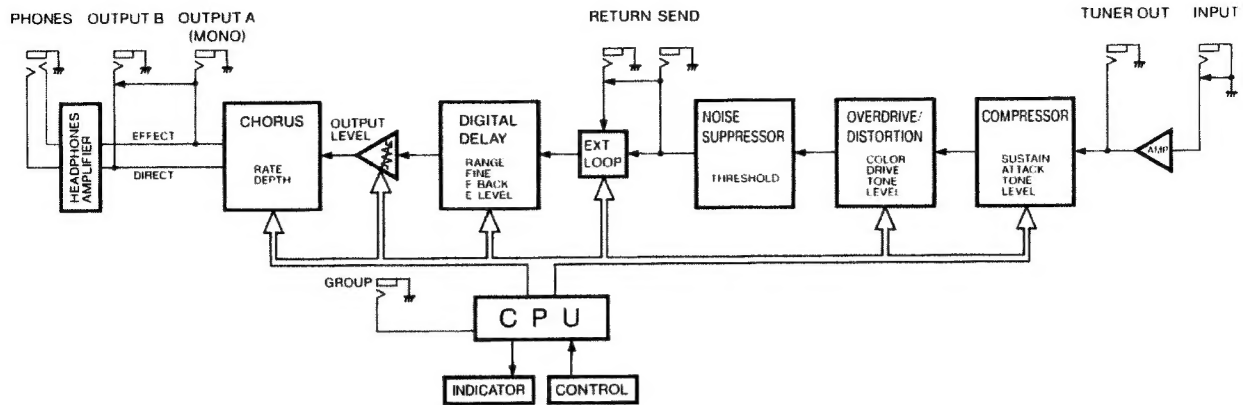 PHONES
OUTPUT B
OUTPUT A
(MONO)
RETURN SEND
TUNER OUT
INPUT
HEADPHONES
AMPLIFIER
EFFECT
DIRECT
CHORUS
RATE
DEPTH
OUTPUT
LEVEL
DIGITAL
DELAY
RANGE
FINE
F BACK
E LEVEL
EXT
LOOP
NOISE
SUPPRESSOR
THRESHOLD
OVERDRIVE/
DISTORTION
COLOR
DRIVE
TONE
LEVEL
COMPRESSOR
SUSTAIN
ATTACK
TONE
LEVEL
AMP
GROUP
CPU
INDICATOR
CONTROL